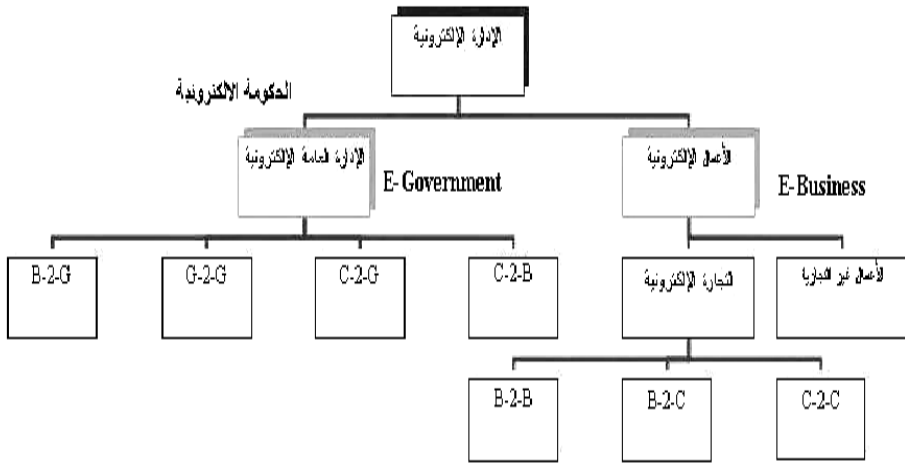 الإدارة الإلكترونية
الحكومة الالكترونية
الإدارة العامة الإلكترونية
E-Government
الأعمال الإلكترونية
E-Business
B-2-G
G-2-G
C-2-G
C-2-B
التجارة الإلكترونية
الأعمال غير التجارية
B-2-B
B-2-C
C-2-C